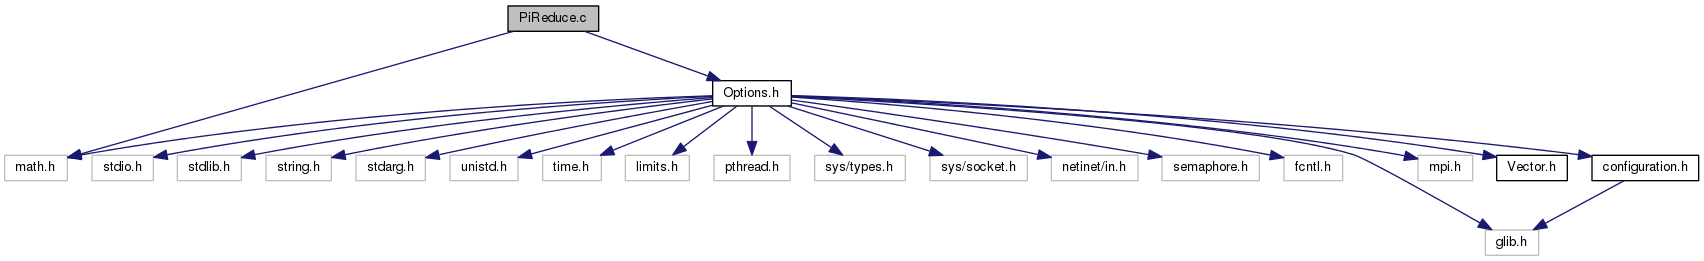 PiReduce.c
Options.h
math.h
stdio.h
stdlib.h
string.h
stdarg.h
unistd.h
time.h
limits.h
pthread.h
sys/types.h
sys/socket.h
netinet/in.h
semaphore.h
fcntl.h
mpi.h
Vector.h
configuration.h
glib.h